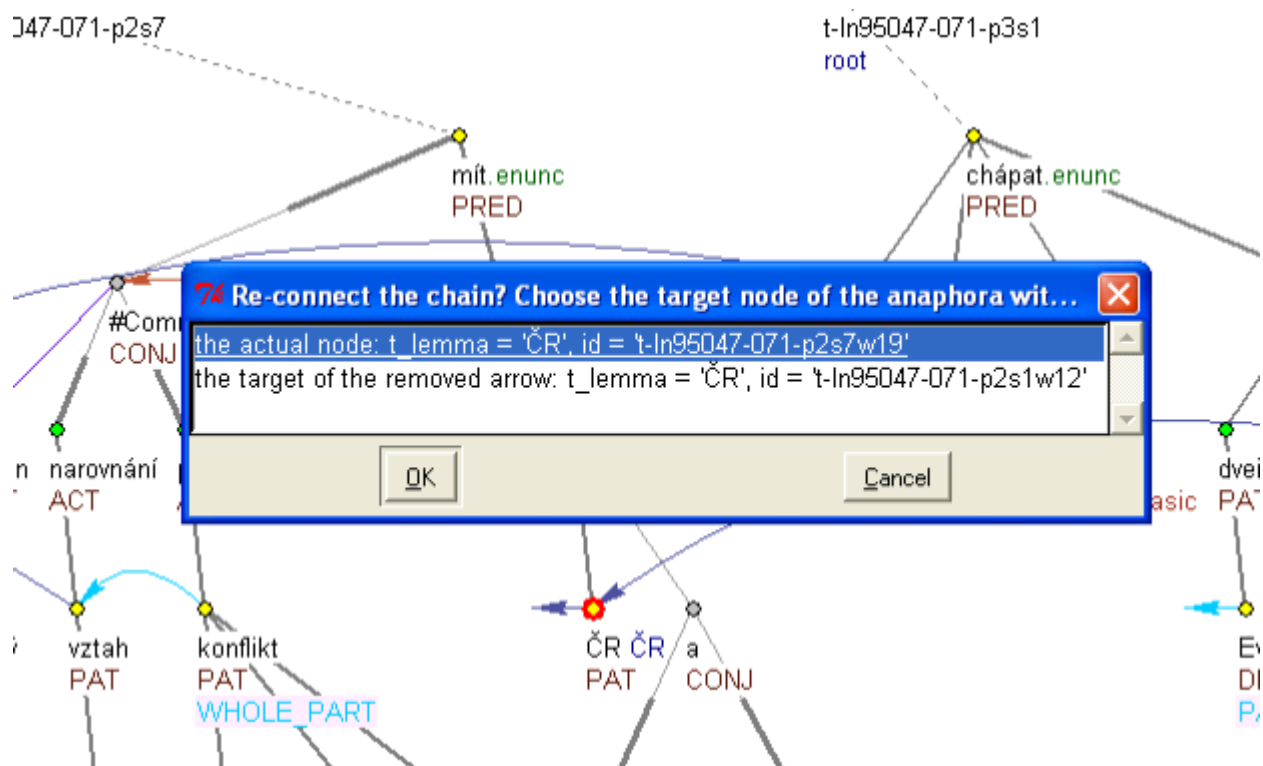 047-071-p2s7
t-ln95047-071-p3s1
root
mít.enunc
PRED
chápat.enunc
PRED
Re-connect the chain? Choose the target node of the anaphora wit...
the actual node: t_lemma = 'ČR', id = 't-ln95047-071-p2s7w19'
the target of the removed arrow: t_lemma = 'ČR', id = 't-ln95047-071-p2s1w12'
OK
Cancel
#Com
CONJ
n narovnání
ACT
asic
PAT
vztah
PAT
konflikt
PAT
WHOLE_PART
ČR ČR
PAT
a
CONJ